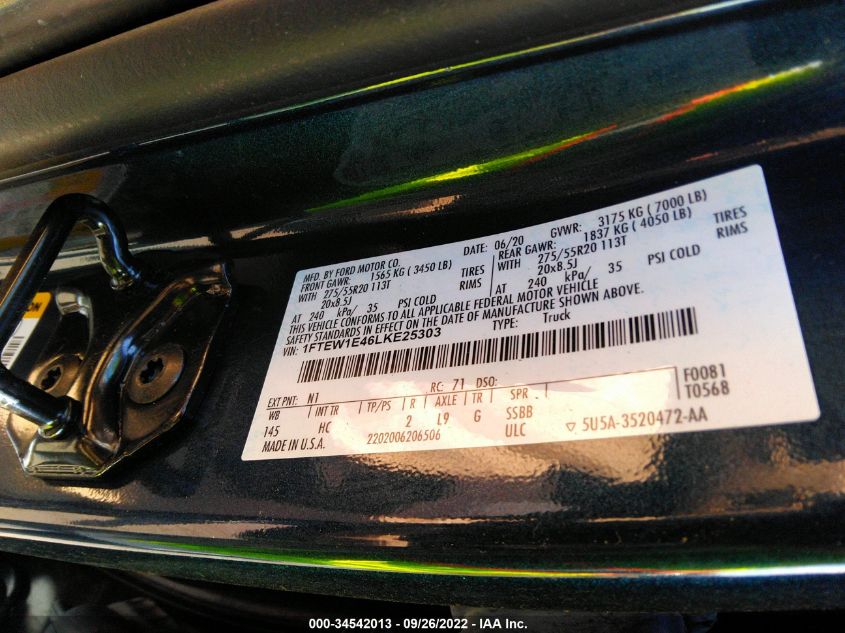 MFD. BY FORD MOTOR CO.
DATE: 06/20 GVWR: 3175 KG ( 7000 LB)
FRONT GAWR: 1565 KG ( 3450 LB)
REAR GAWR: 1837 KG ( 4050 LB)
WITH 275/55R20 113T TIRES
WITH 275/55R20 113T TIRES
20x8.5J RIMS
20x8.5J RIMS
AT 240 kPa/ 35 PSI COLD
AT 240 kPa/ 35 PSI COLD
THIS VEHICLE CONFORMS TO ALL APPLICABLE FEDERAL MOTOR VEHICLE
SAFETY STANDARDS IN EFFECT ON THE DATE OF MANUFACTURE SHOWN ABOVE.
VIN: 1FTEW1E46LKE25303 TYPE: Truck
EXT PNT: N1 RC: 71 DSO: F0081
WB INT TR TP/PS R AXLE TR SPR T0568
145 HC 2 L9 G SSBB
MADE IN U.S.A. 2202006206506 ULC ▽ 5U5A-3520472-AA
ON
000-34542013 - 09/26/2022 - IAA Inc.